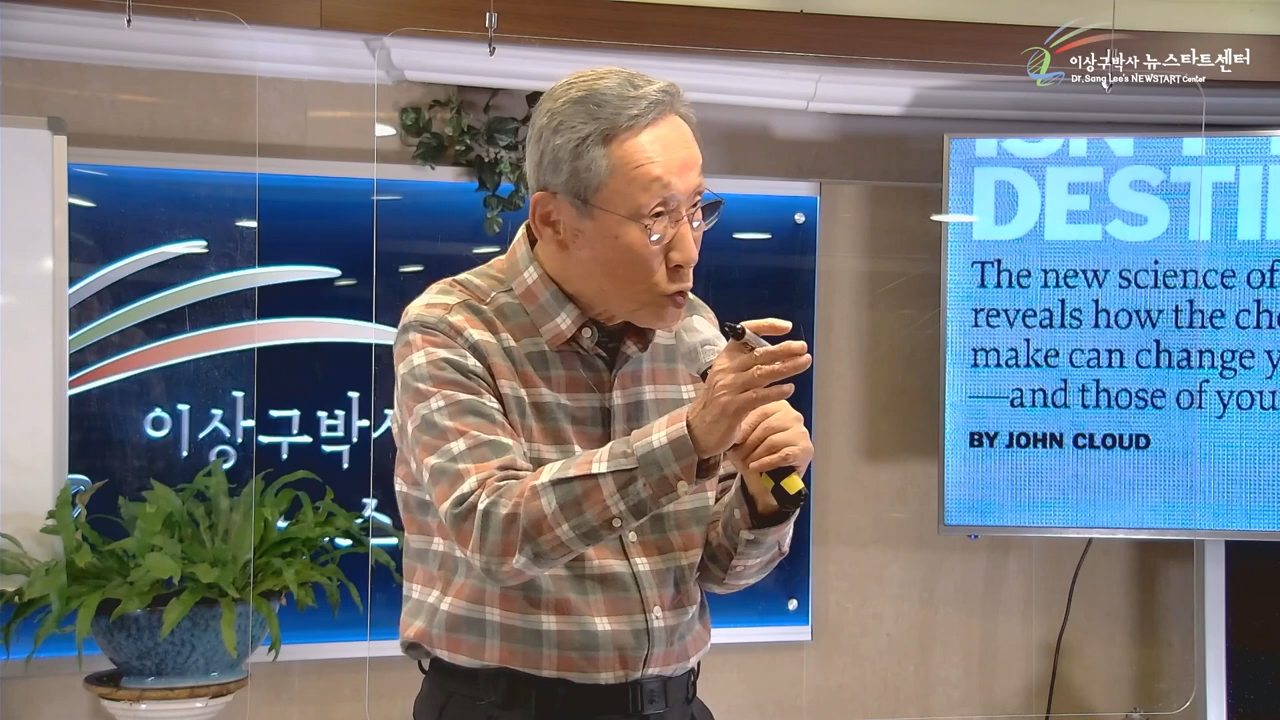 이상구박사 뉴스타트센터
Dr. Sang Lee's NEWSTART Center
이상구박사
DESTI
The new science of
reveals how the
make can change
—and those of you
BY JOHN CLOUD